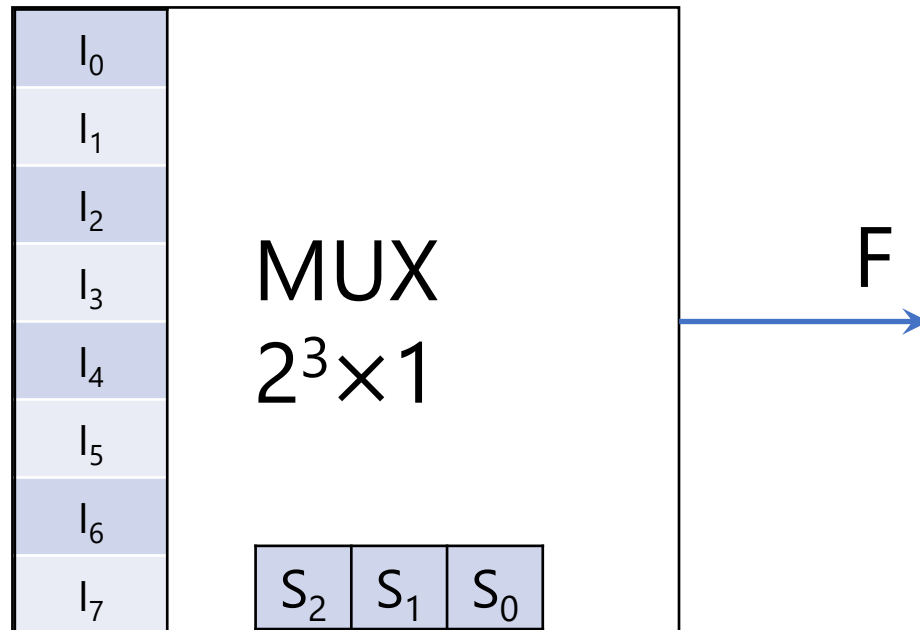 I₀
I₁
I₂
I₃
I₄
I₅
I₆
I₇
MUX
2³×1
S₂ S₁ S₀
F